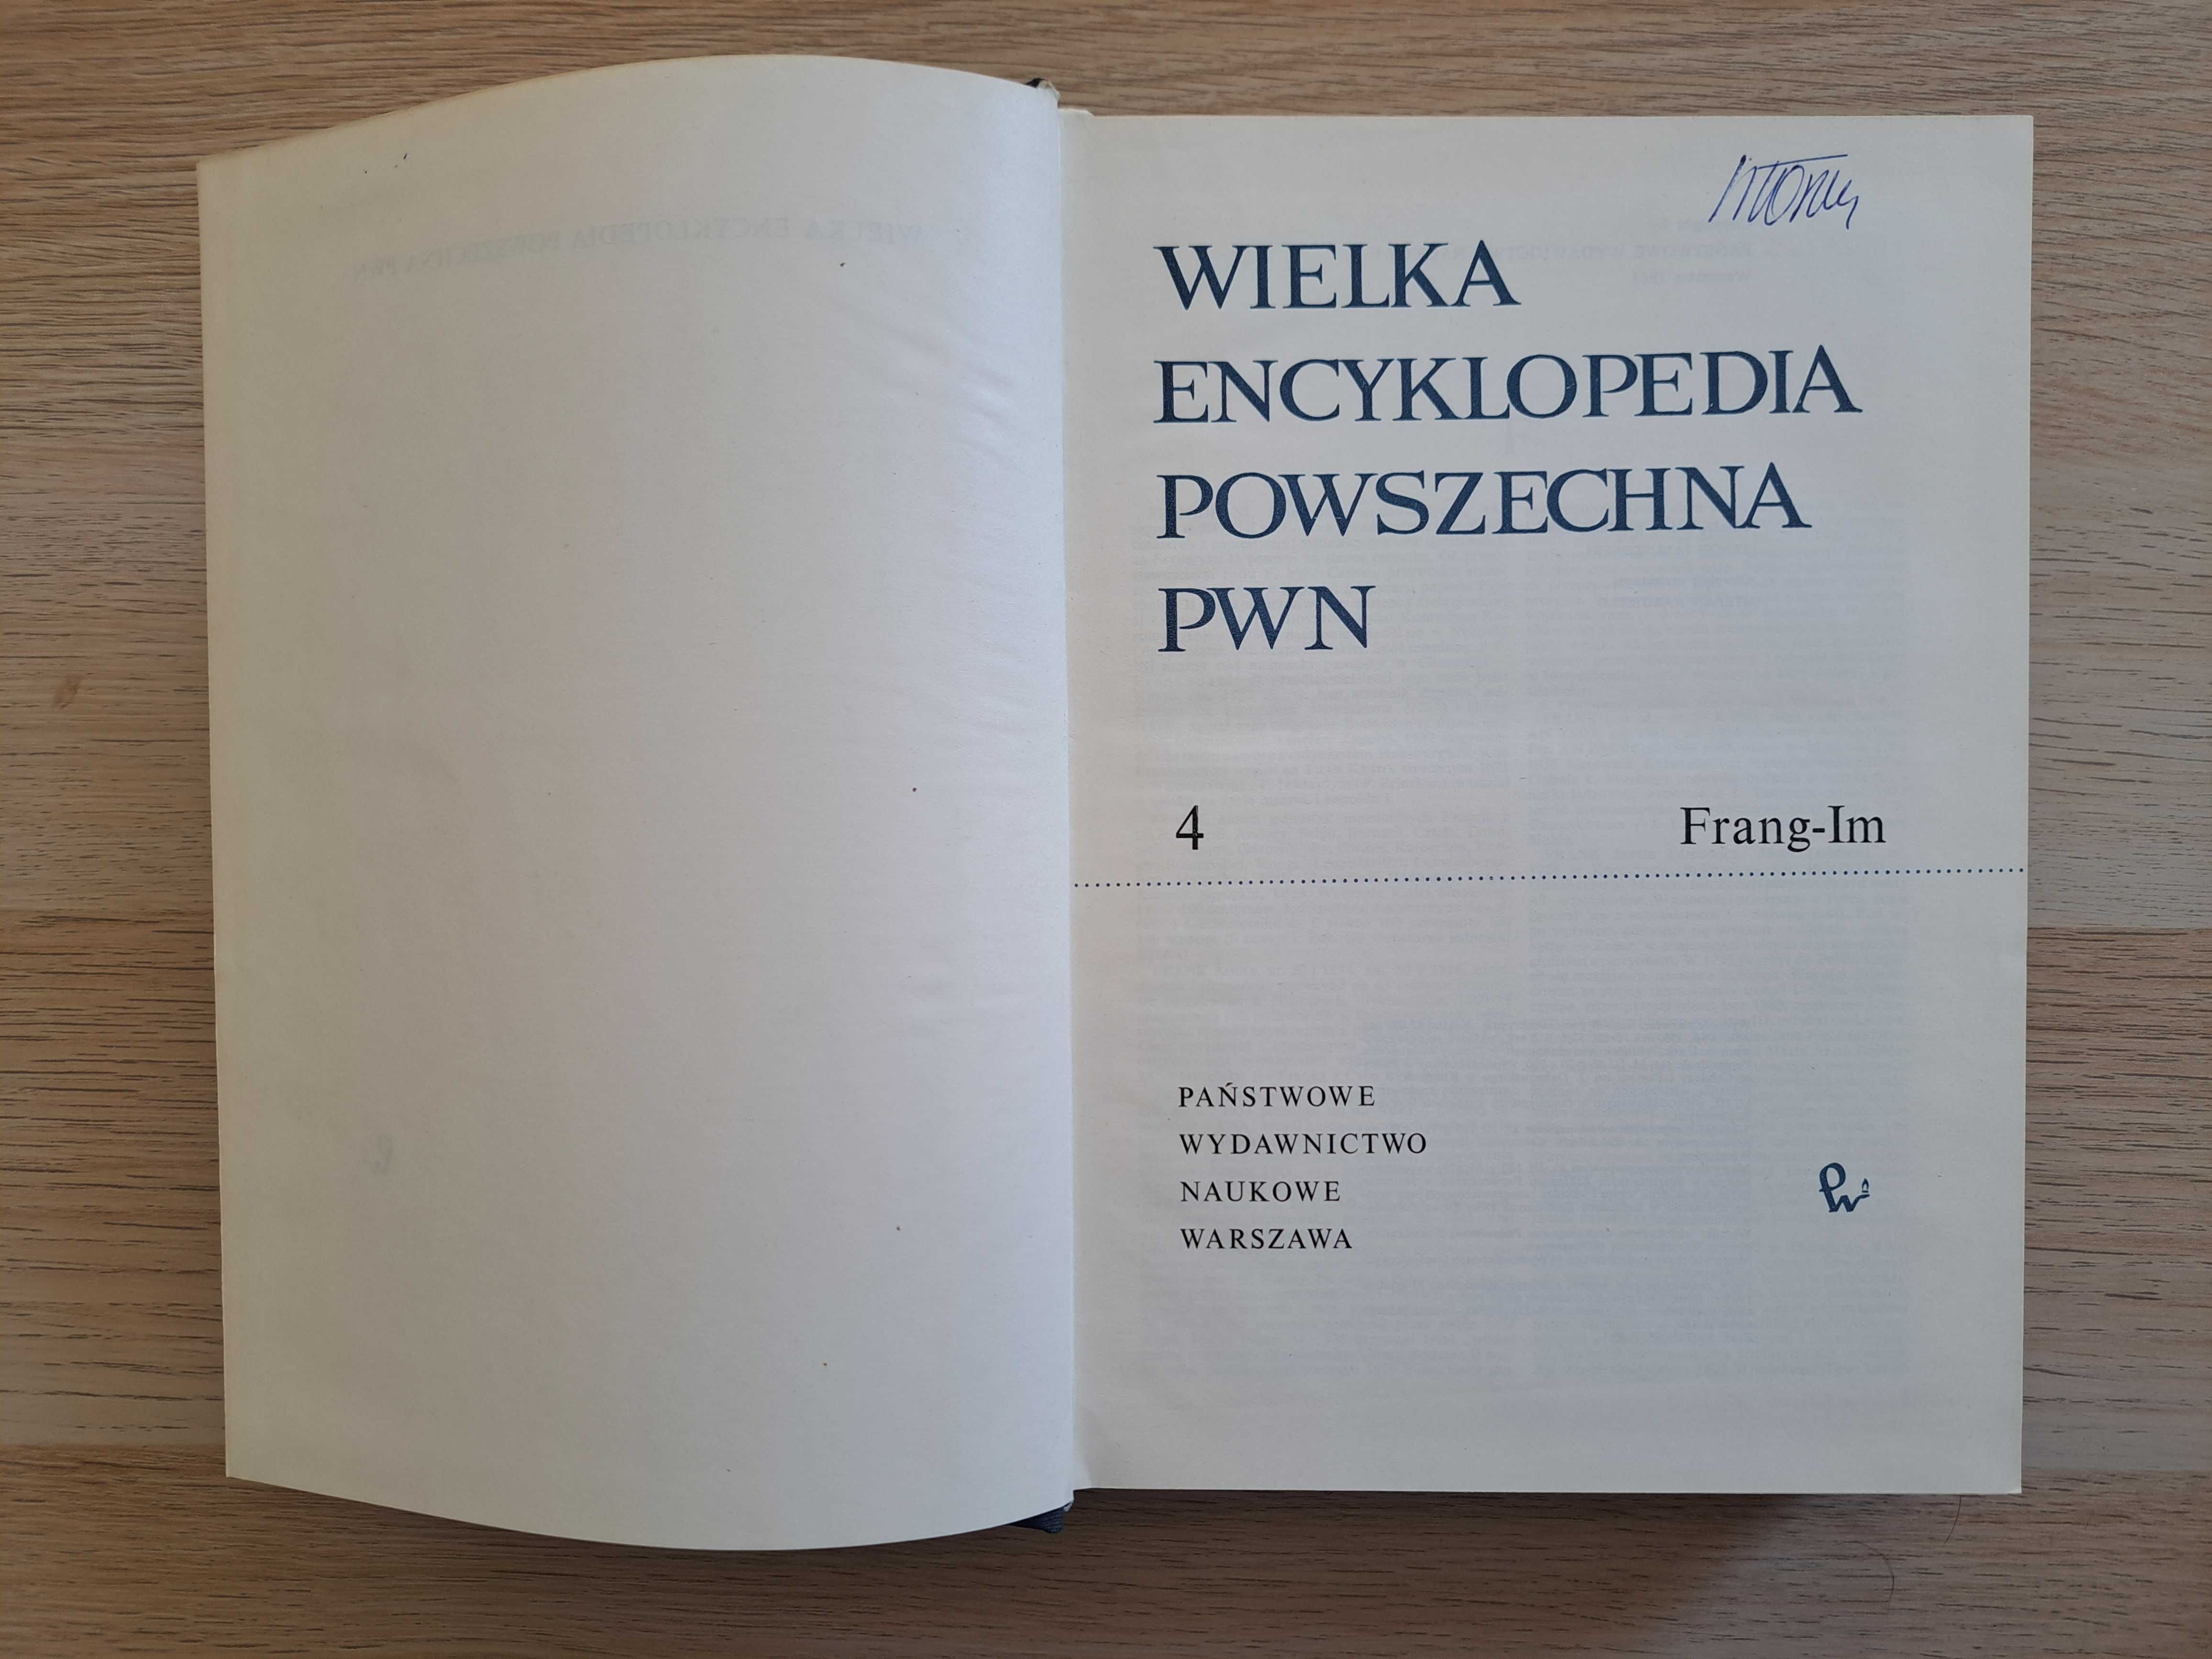 WIELKA
ENCYKLOPEDIA
POWSZECHNA
PWN
4 Frang-Im
PAŃSTWOWE
WYDAWNICTWO
NAUKOWE
WARSZAWA